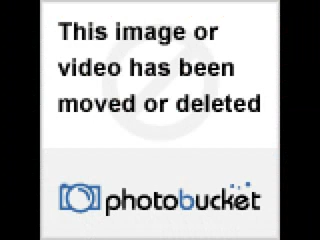 This image or
video has been
moved or deleted
photobucket